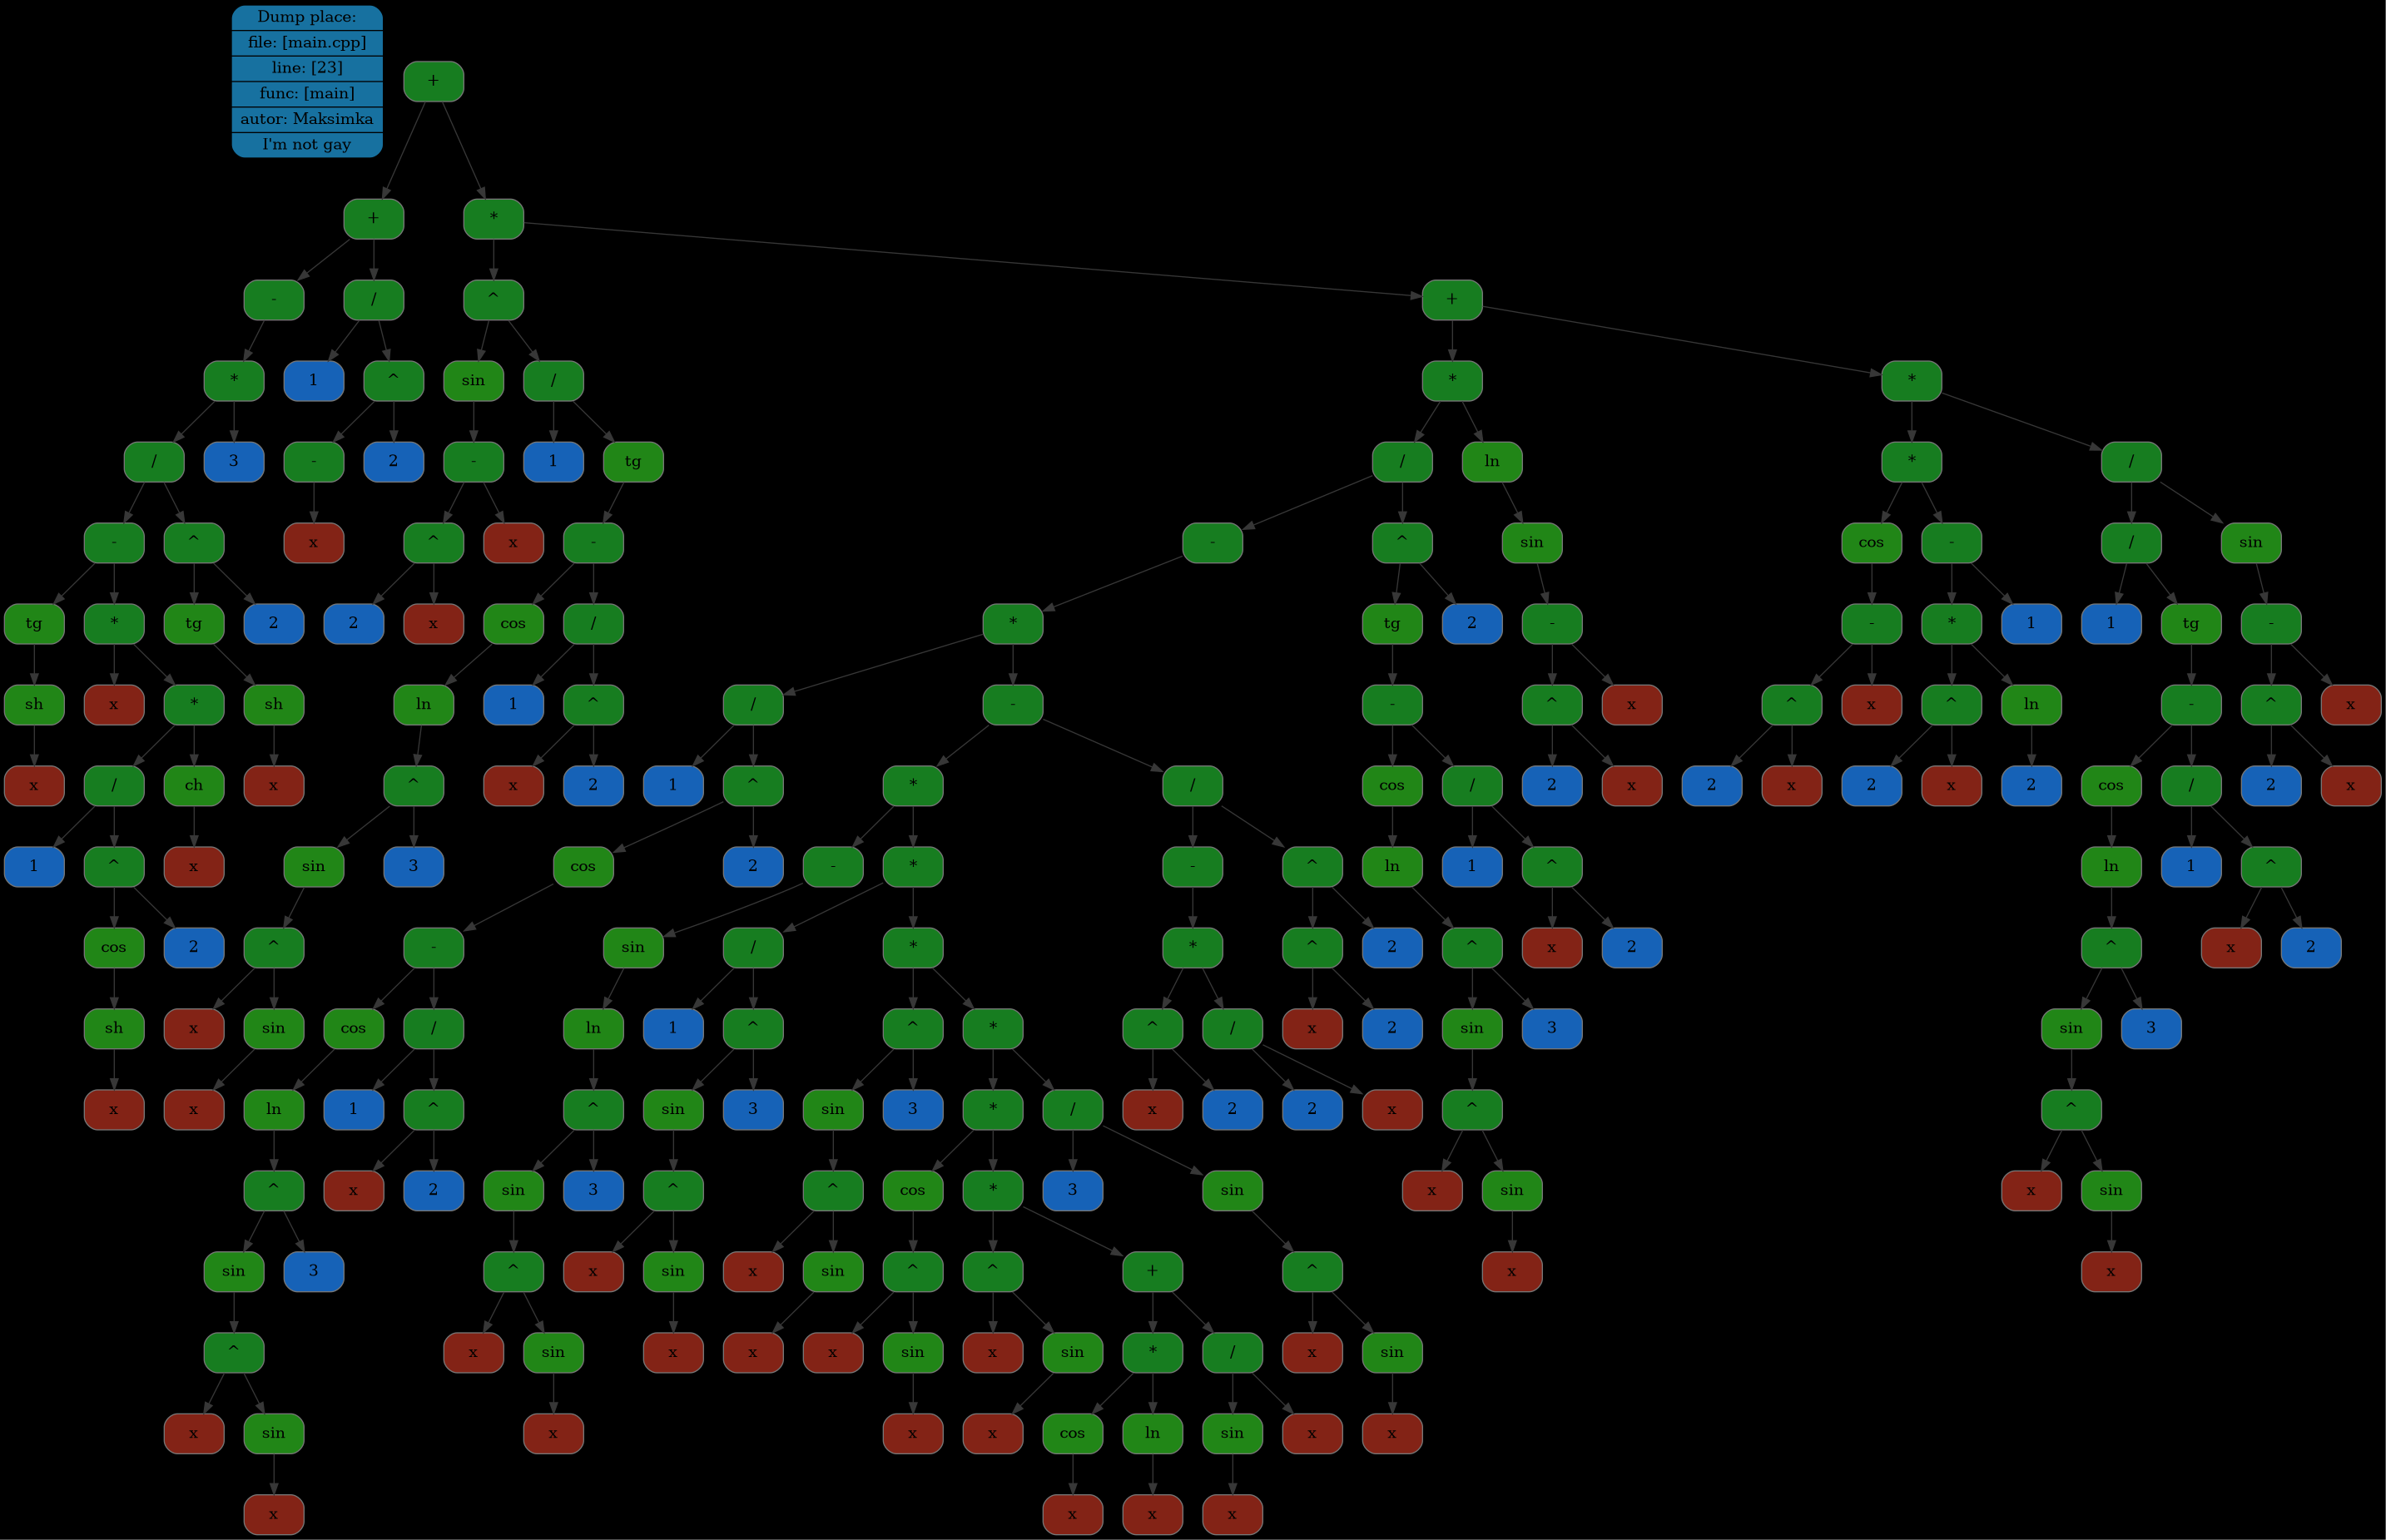 Dump place:
file: [main.cpp]
line: [23]
func: [main]
autor: Maksimka
I'm not gay
+
+ *
- / ^ +
* 1 ^ sin / * *
/ 3 - 2 - 1 tg / ln * /
- ^ x ^ x - - ^ sin cos - / sin
tg * tg 2 2 x cos / * tg 2 - - * 1 1 tg -
sh x * sh ln 1 ^ / - - ^ x ^ x ^ ln - ^ x
x / ch x ^ x 2 1 ^ * / cos / 2 x 2 x 2 x 2 cos / 2 x
1 ^ x sin 3 cos 2 - * - ^ ln 1 ^ ln 1 ^
cos 2 ^ - sin / * * ^ 2 ^ x 2 ^ x 2
sh x sin cos / ln 1 ^ ^ * ^ / x 2 sin 3 sin 3
x x ln 1 ^ ^ sin 3 sin 3 * / x 2 2 x ^ ^
^ x 2 sin 3 ^ ^ cos * 3 sin x sin x sin
sin 3 ^ x sin x sin ^ ^ + ^ x x
^ x sin x x x sin x sin * / x sin
x sin x x x cos ln sin x x
x x x x